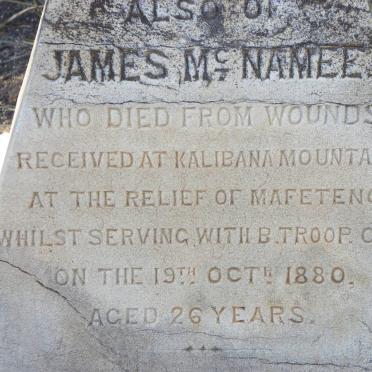 ALSO OF
JAMES McNAMEE
WHO DIED FROM WOUNDS
RECEIVED AT KALIBANA MOUNTA
AT THE RELIEF OF MAFETENG
WHILST SERVING WITH B. TROOP. C
ON THE 19TH OCTR 1880,
AGED 26 YEARS.